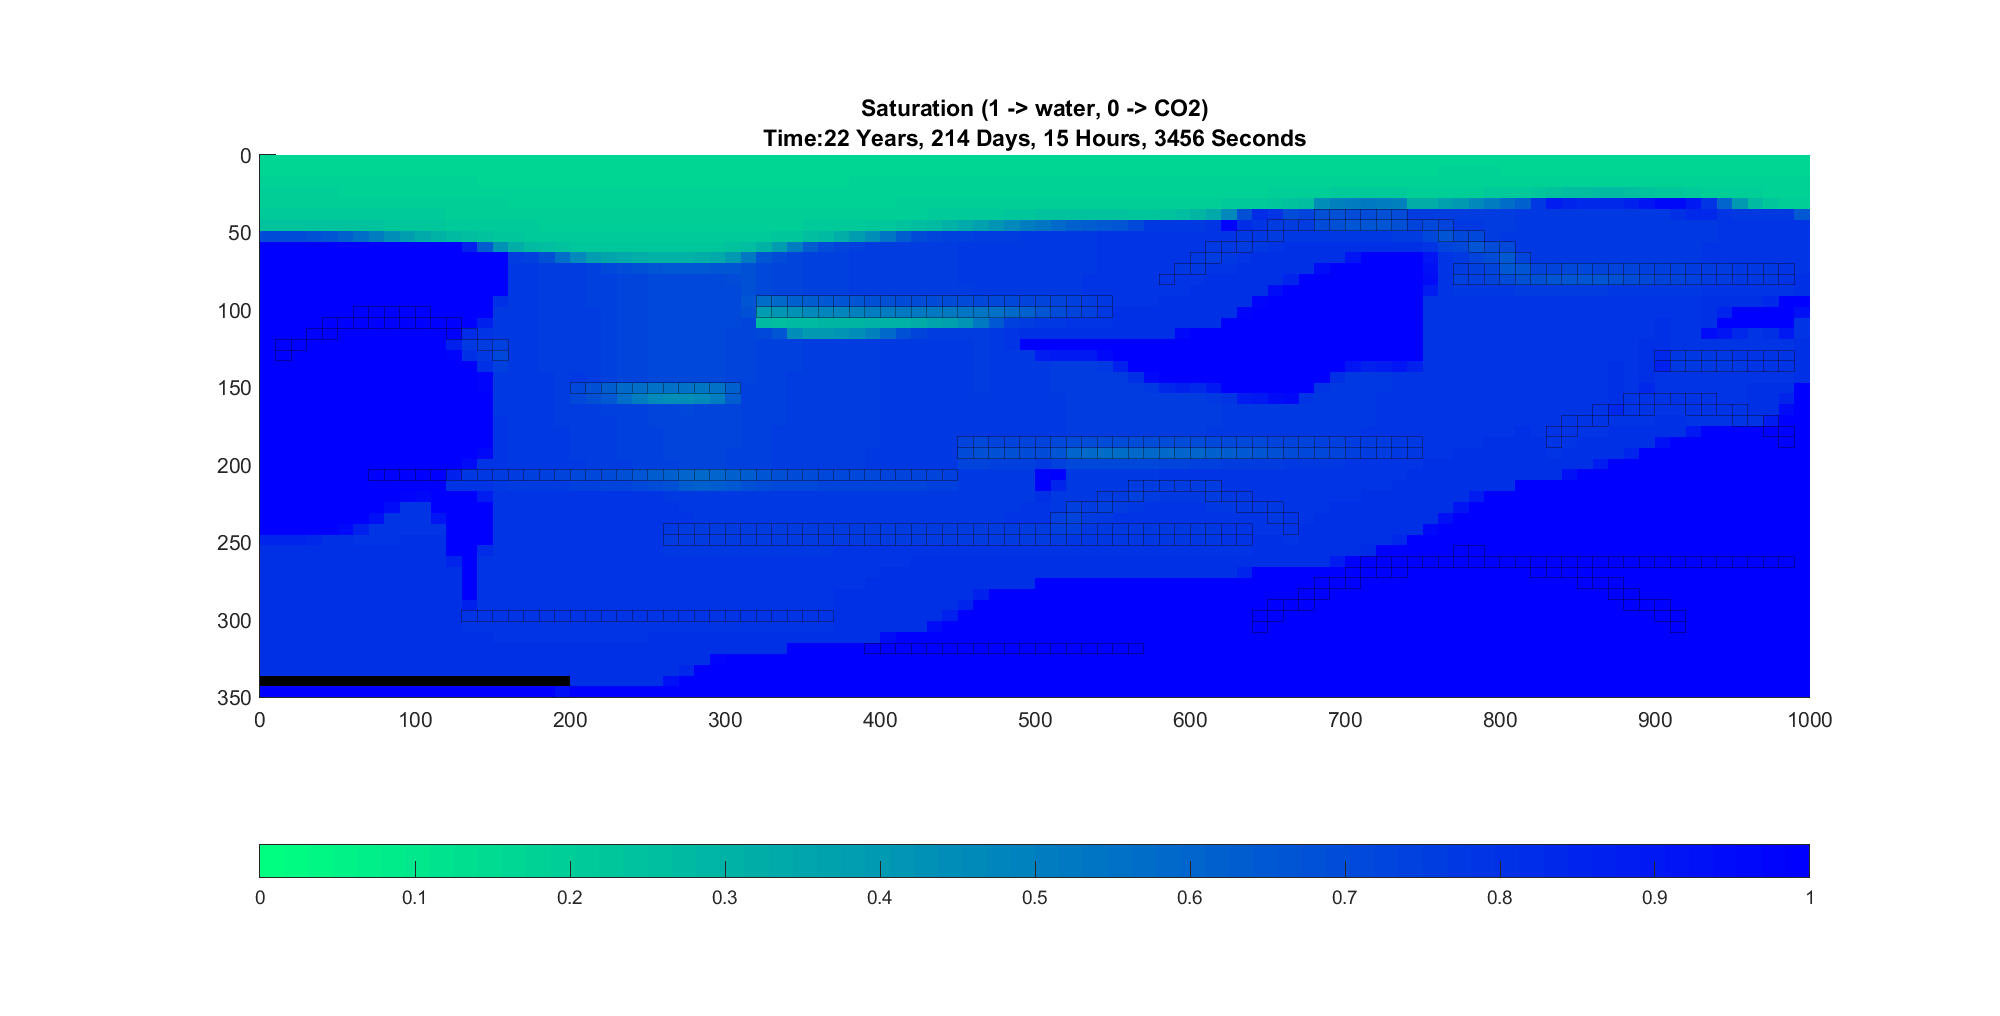 Saturation (1 -> water, 0 -> CO2)
Time:22 Years, 214 Days, 15 Hours, 3456 Seconds
0
50
100
150
200
250
300
350
0 100 200 300 400 500 600 700 800 900 1000
0 0.1 0.2 0.3 0.4 0.5 0.6 0.7 0.8 0.9 1